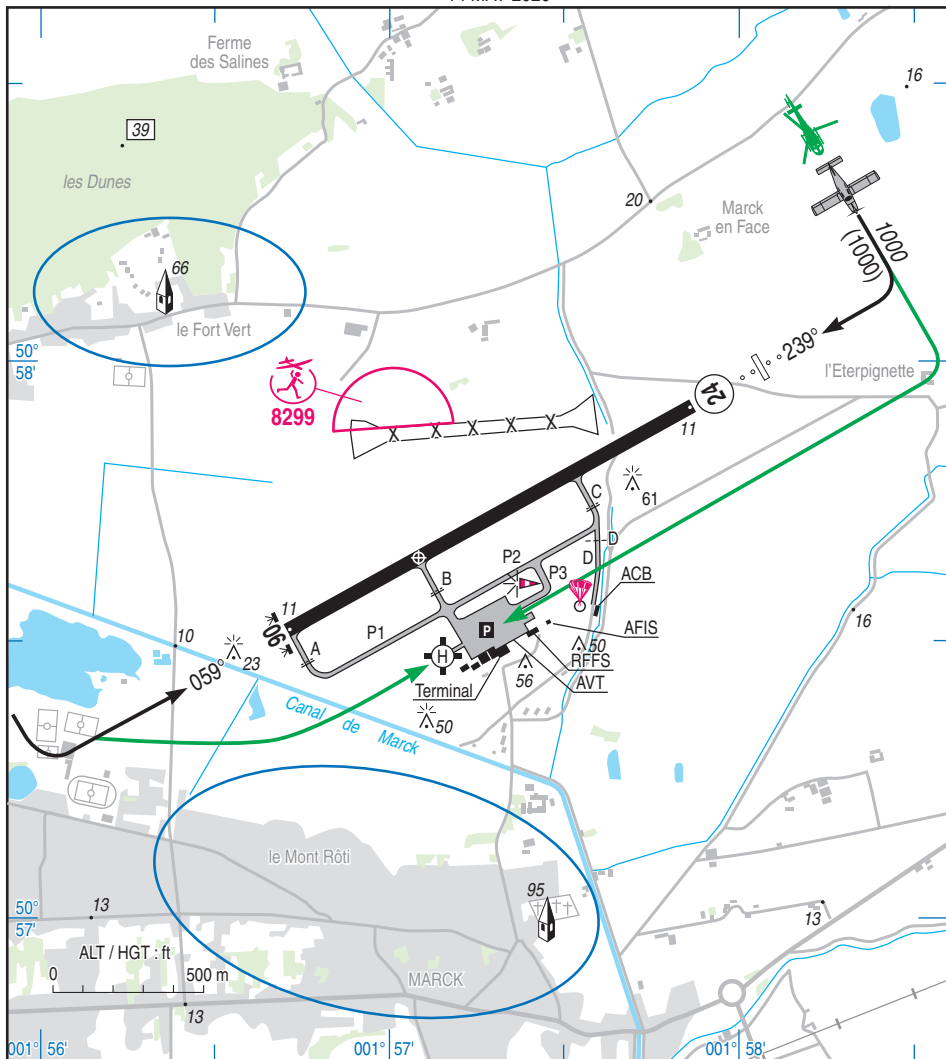 Ferme
des Salines
16
39
les Dunes
20
Marck
en Face
1000
(1000)
66
le Fort Vert
239°
50°
58'
l'Eterpignette
8299
24
11
X X X X X
61
C
D
D
P2
B
P3
ACB
11
06
P1
P
AFIS
16
10
A
H
50
RFFS
23
059°
56
AVT
Terminal
50
Canal de Marck
le Mont Rôti
95
50°
57'
13
13
ALT / HGT : ft
0 500 m
MARCK
13
001° 56'
001° 57'
001° 58'